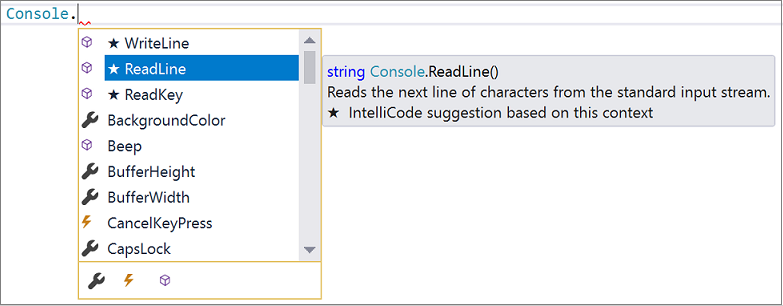 Console.
★ WriteLine
★ ReadLine
★ ReadKey
BackgroundColor
Beep
BufferHeight
BufferWidth
CancelKeyPress
CapsLock
string Console.ReadLine()
Reads the next line of characters from the standard input stream.
★ IntelliCode suggestion based on this context